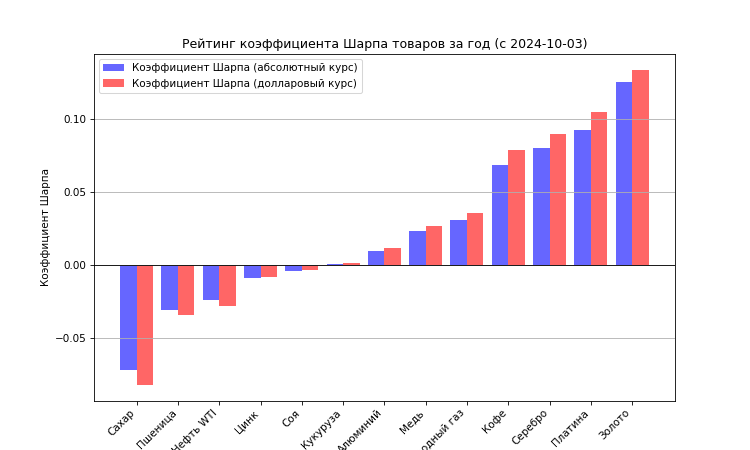 Рейтинг коэффициента Шарпа товаров за год (с 2024-10-03)
Коэффициент Шарпа (абсолютный курс)
Коэффициент Шарпа (долларовый курс)
Коэффициент Шарпа
0.10
0.05
0.00
−0.05
Сахар
Пшеница
Нефть WTI
Цинк
Соя
Кукуруза
Алюминий
Медь
одный газ
Кофе
Серебро
Платина
Золото